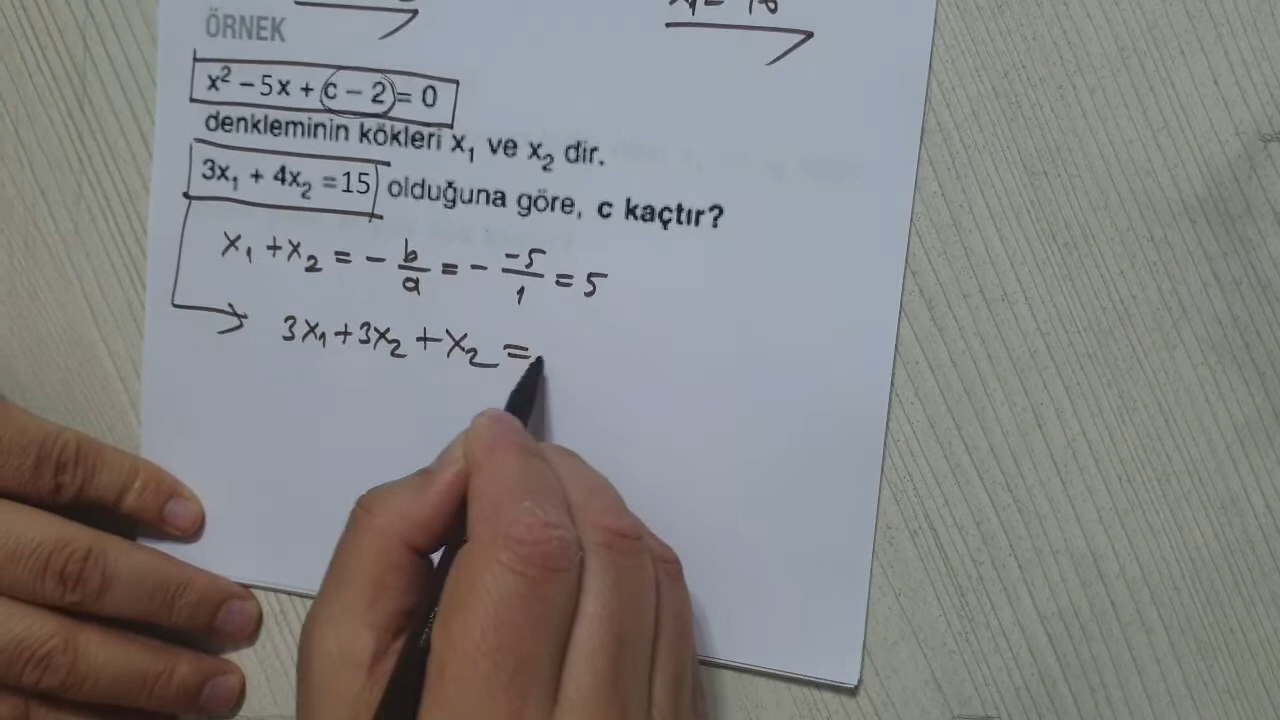 ÖRNEK
x² – 5x + c – 2 = 0
denkleminin kökleri x₁ ve x₂ dir.
3x₁ + 4x₂ = 15 olduğuna göre, c kaçtır?
x₁ + x₂ = - b/a = - -5/1 = 5
3x₁ + 3x₂ + x₂ =